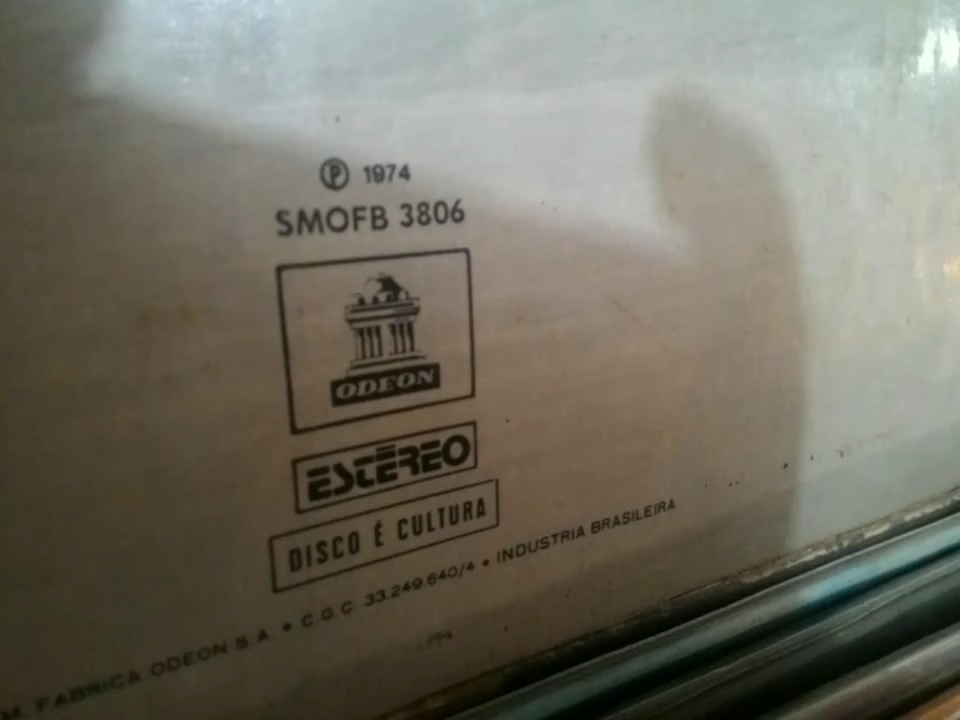 ℗ 1974
SMOFB 3806
ODEON
ESTÉREO
DISCO É CULTURA
FABRICA ODEON S.A. • C.G.C. 33.249.640/4 • INDUSTRIA BRASILEIRA